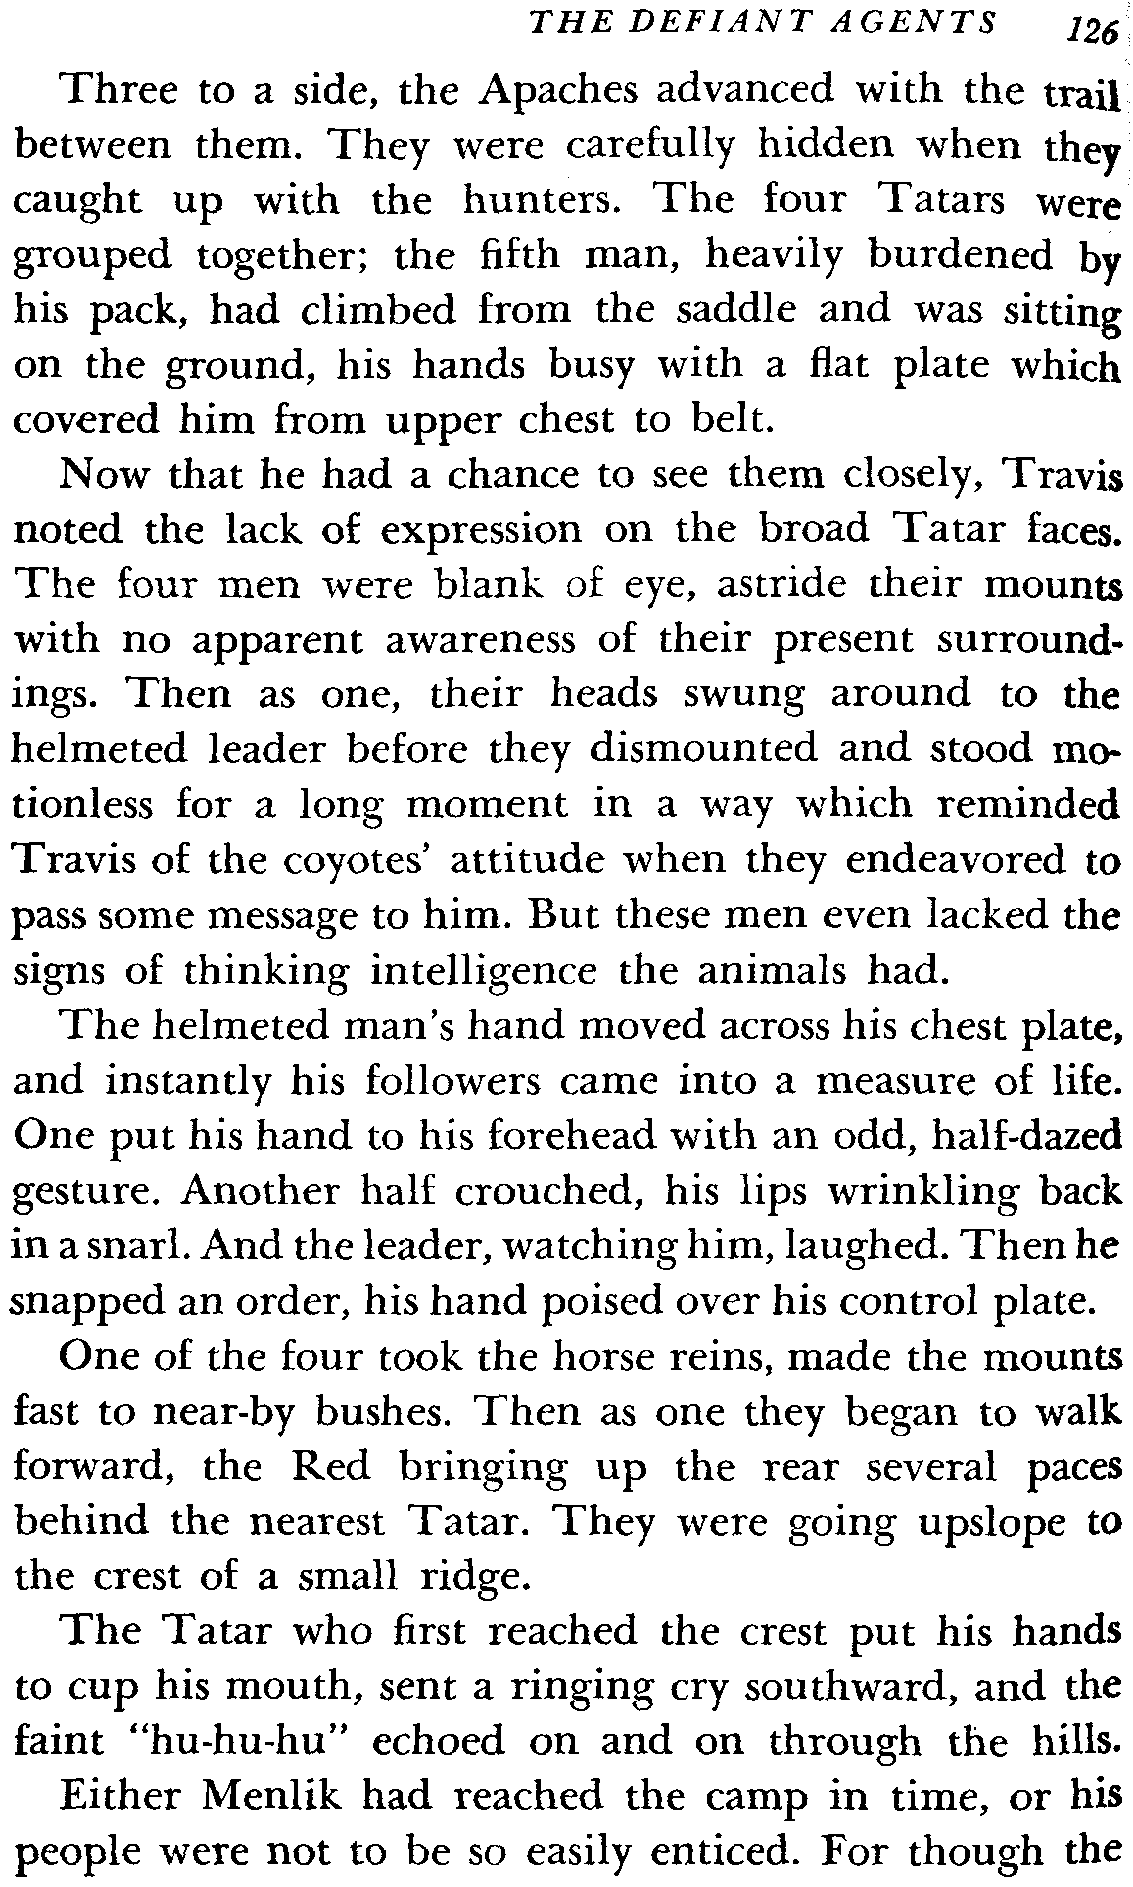 THE DEFIANT AGENTS 126
Three to a side, the Apaches advanced with the trail
between them. They were carefully hidden when they
caught up with the hunters. The four Tatars were
grouped together; the fifth man, heavily burdened by
his pack, had climbed from the saddle and was sitting
on the ground, his hands busy with a flat plate which
covered him from upper chest to belt.
Now that he had a chance to see them closely, Travis
noted the lack of expression on the broad Tatar faces.
The four men were blank of eye, astride their mounts
with no apparent awareness of their present surround-
ings. Then as one, their heads swung around to the
helmeted leader before they dismounted and stood mo-
tionless for a long moment in a way which reminded
Travis of the coyotes' attitude when they endeavored to
pass some message to him. But these men even lacked the
signs of thinking intelligence the animals had.
The helmeted man's hand moved across his chest plate,
and instantly his followers came into a measure of life.
One put his hand to his forehead with an odd, half-dazed
gesture. Another half crouched, his lips wrinkling back
in a snarl. And the leader, watching him, laughed. Then he
snapped an order, his hand poised over his control plate.
One of the four took the horse reins, made the mounts
fast to near-by bushes. Then as one they began to walk
forward, the Red bringing up the rear several paces
behind the nearest Tatar. They were going upslope to
the crest of a small ridge.
The Tatar who first reached the crest put his hands
to cup his mouth, sent a ringing cry southward, and the
faint "hu-hu-hu" echoed on and on through the hills.
Either Menlik had reached the camp in time, or his
people were not to be so easily enticed. For though the